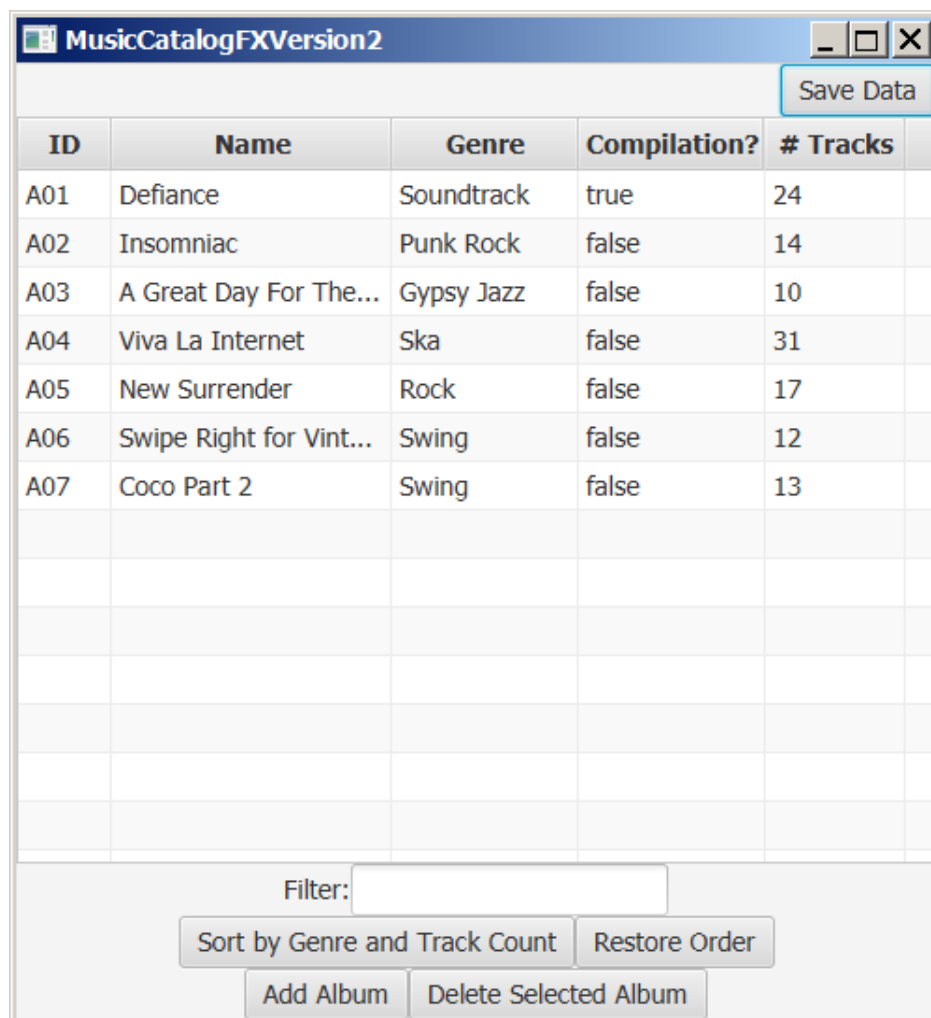 MusicCatalogFXVersion2
Save Data
ID Name Genre Compilation? # Tracks
A01 Defiance Soundtrack true 24
A02 Insomniac Punk Rock false 14
A03 A Great Day For The... Gypsy Jazz false 10
A04 Viva La Internet Ska false 31
A05 New Surrender Rock false 17
A06 Swipe Right for Vint... Swing false 12
A07 Coco Part 2 Swing false 13
Filter:
Sort by Genre and Track Count Restore Order
Add Album Delete Selected Album